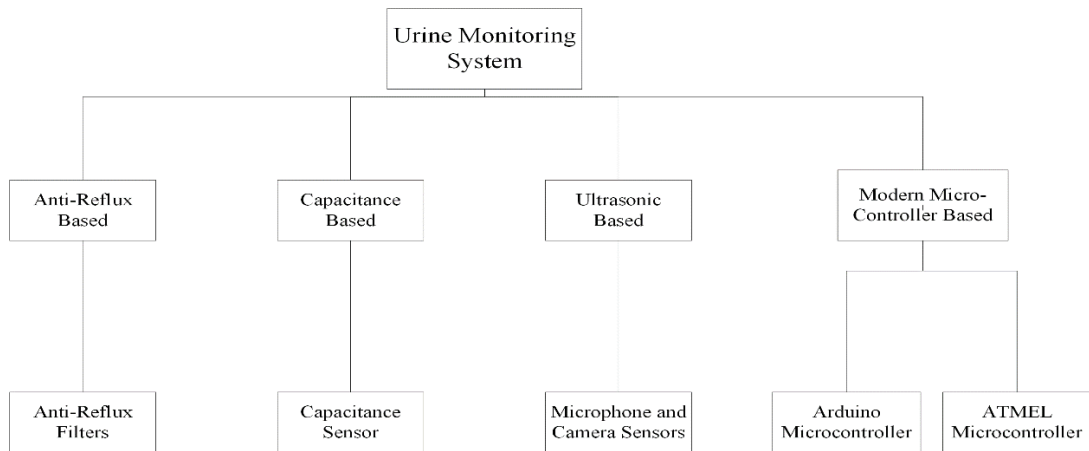 Urine Monitoring
System
Anti-Reflux
Based
Capacitance
Based
Ultrasonic
Based
Modern Micro-
Controller Based
Anti-Reflux
Filters
Capacitance
Sensor
Microphone and
Camera Sensors
Arduino
Microcontroller
ATMEL
Microcontroller